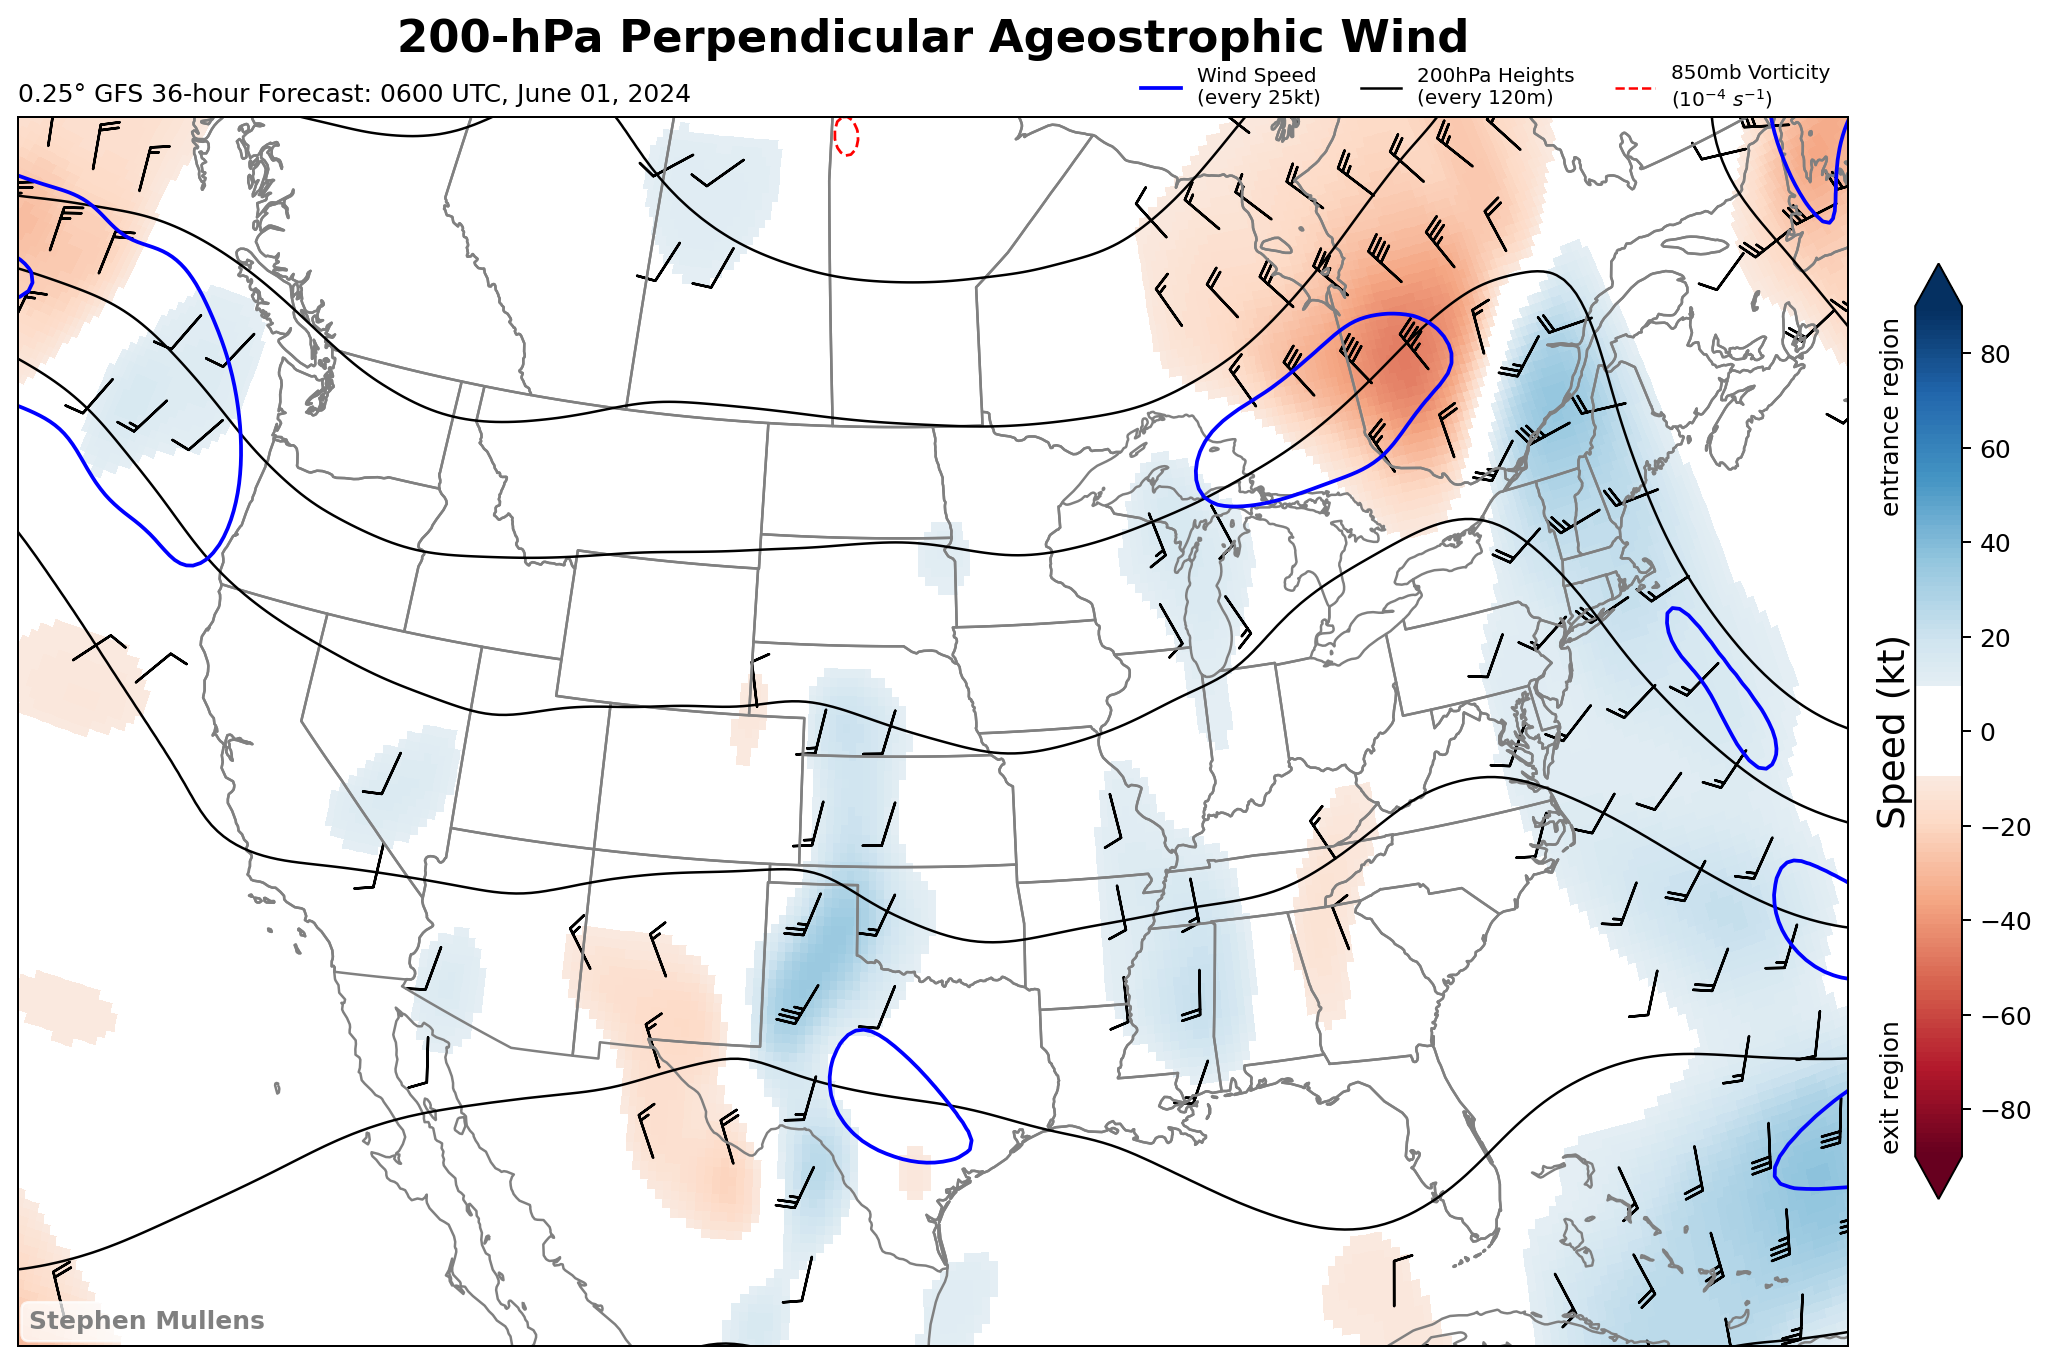 200-hPa Perpendicular Ageostrophic Wind
0.25° GFS 36-hour Forecast: 0600 UTC, June 01, 2024
Wind Speed
(every 25kt)
200hPa Heights
(every 120m)
850mb Vorticity
(10⁻⁴ s⁻¹)
entrance region
Speed (kt)
exit region
80
60
40
20
0
−20
−40
−60
−80
Stephen Mullens